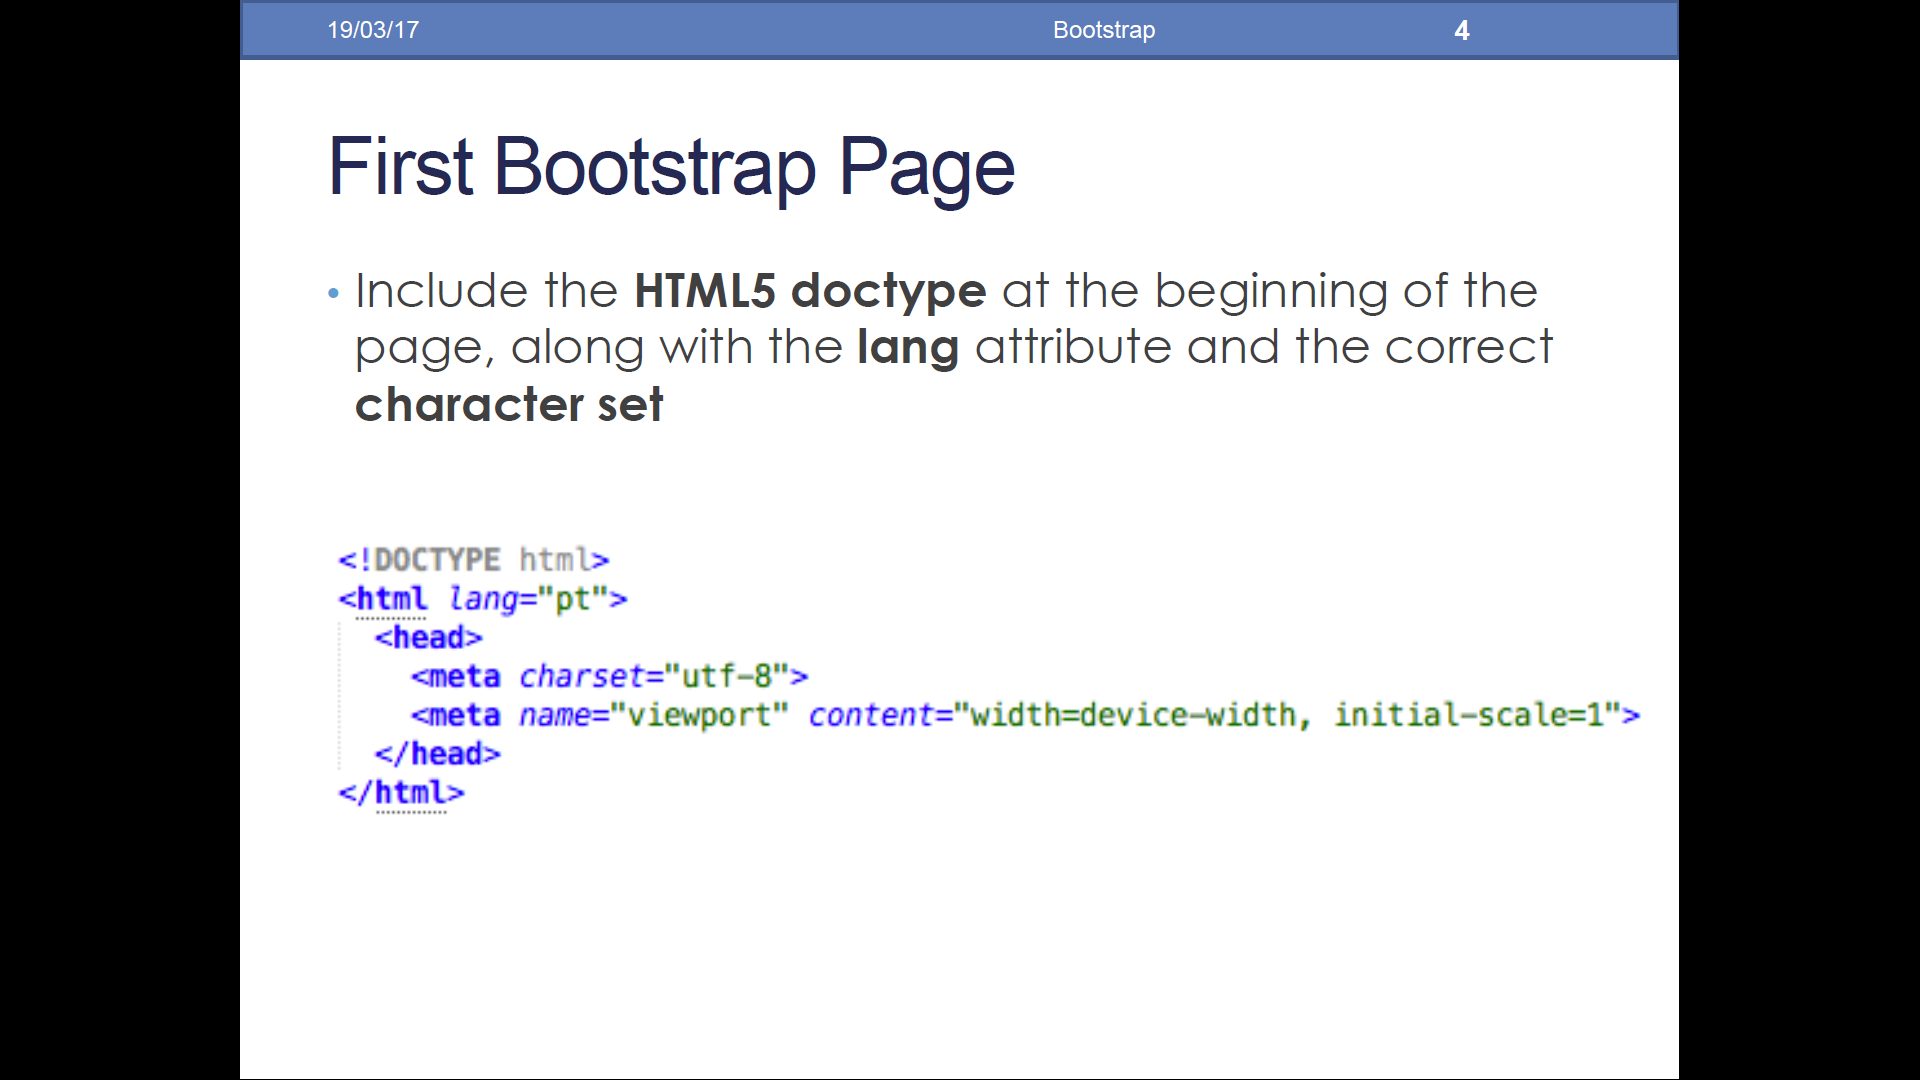 19/03/17 Bootstrap 4
First Bootstrap Page
• Include the HTML5 doctype at the beginning of the
page, along with the lang attribute and the correct
character set
<!DOCTYPE html>
<html lang="pt">
  <head>
    <meta charset="utf-8">
    <meta name="viewport" content="width=device-width, initial-scale=1">
  </head>
</html>